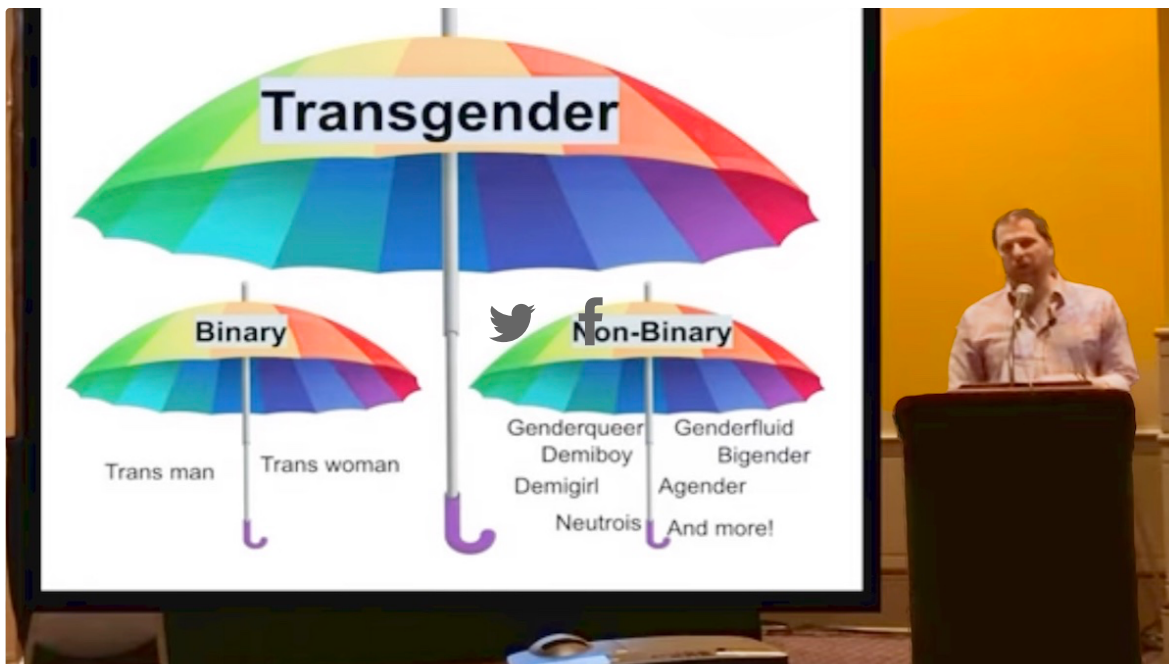 Transgender
Binary
Non-Binary
Trans man
Trans woman
Genderqueer
Genderfluid
Demiboy
Bigender
Demigirl
Agender
Neutrois
And more!